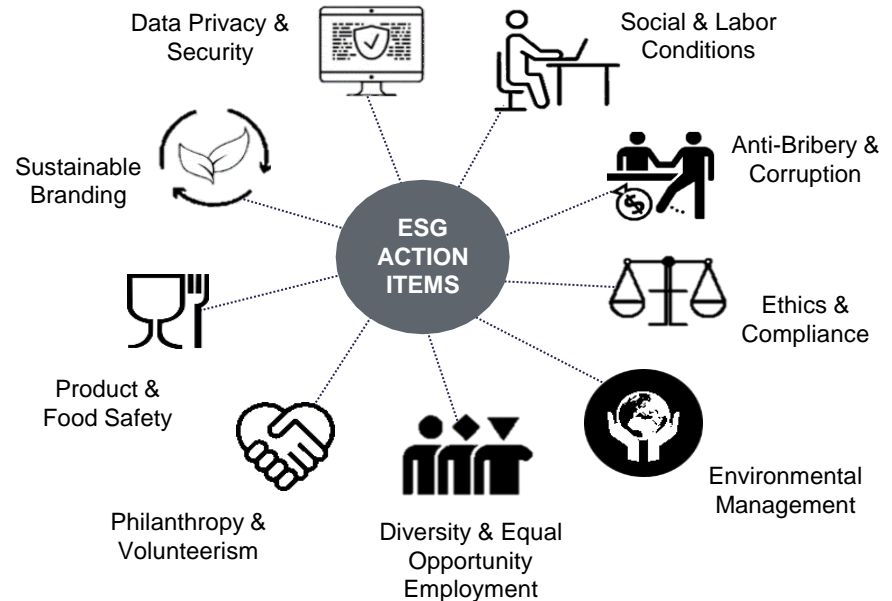 Data Privacy &
Security
Social & Labor
Conditions
Anti-Bribery &
Corruption
Sustainable
Branding
ESG
ACTION
ITEMS
Ethics &
Compliance
Product &
Food Safety
Environmental
Management
Philanthropy &
Volunteerism
Diversity & Equal
Opportunity
Employment
$